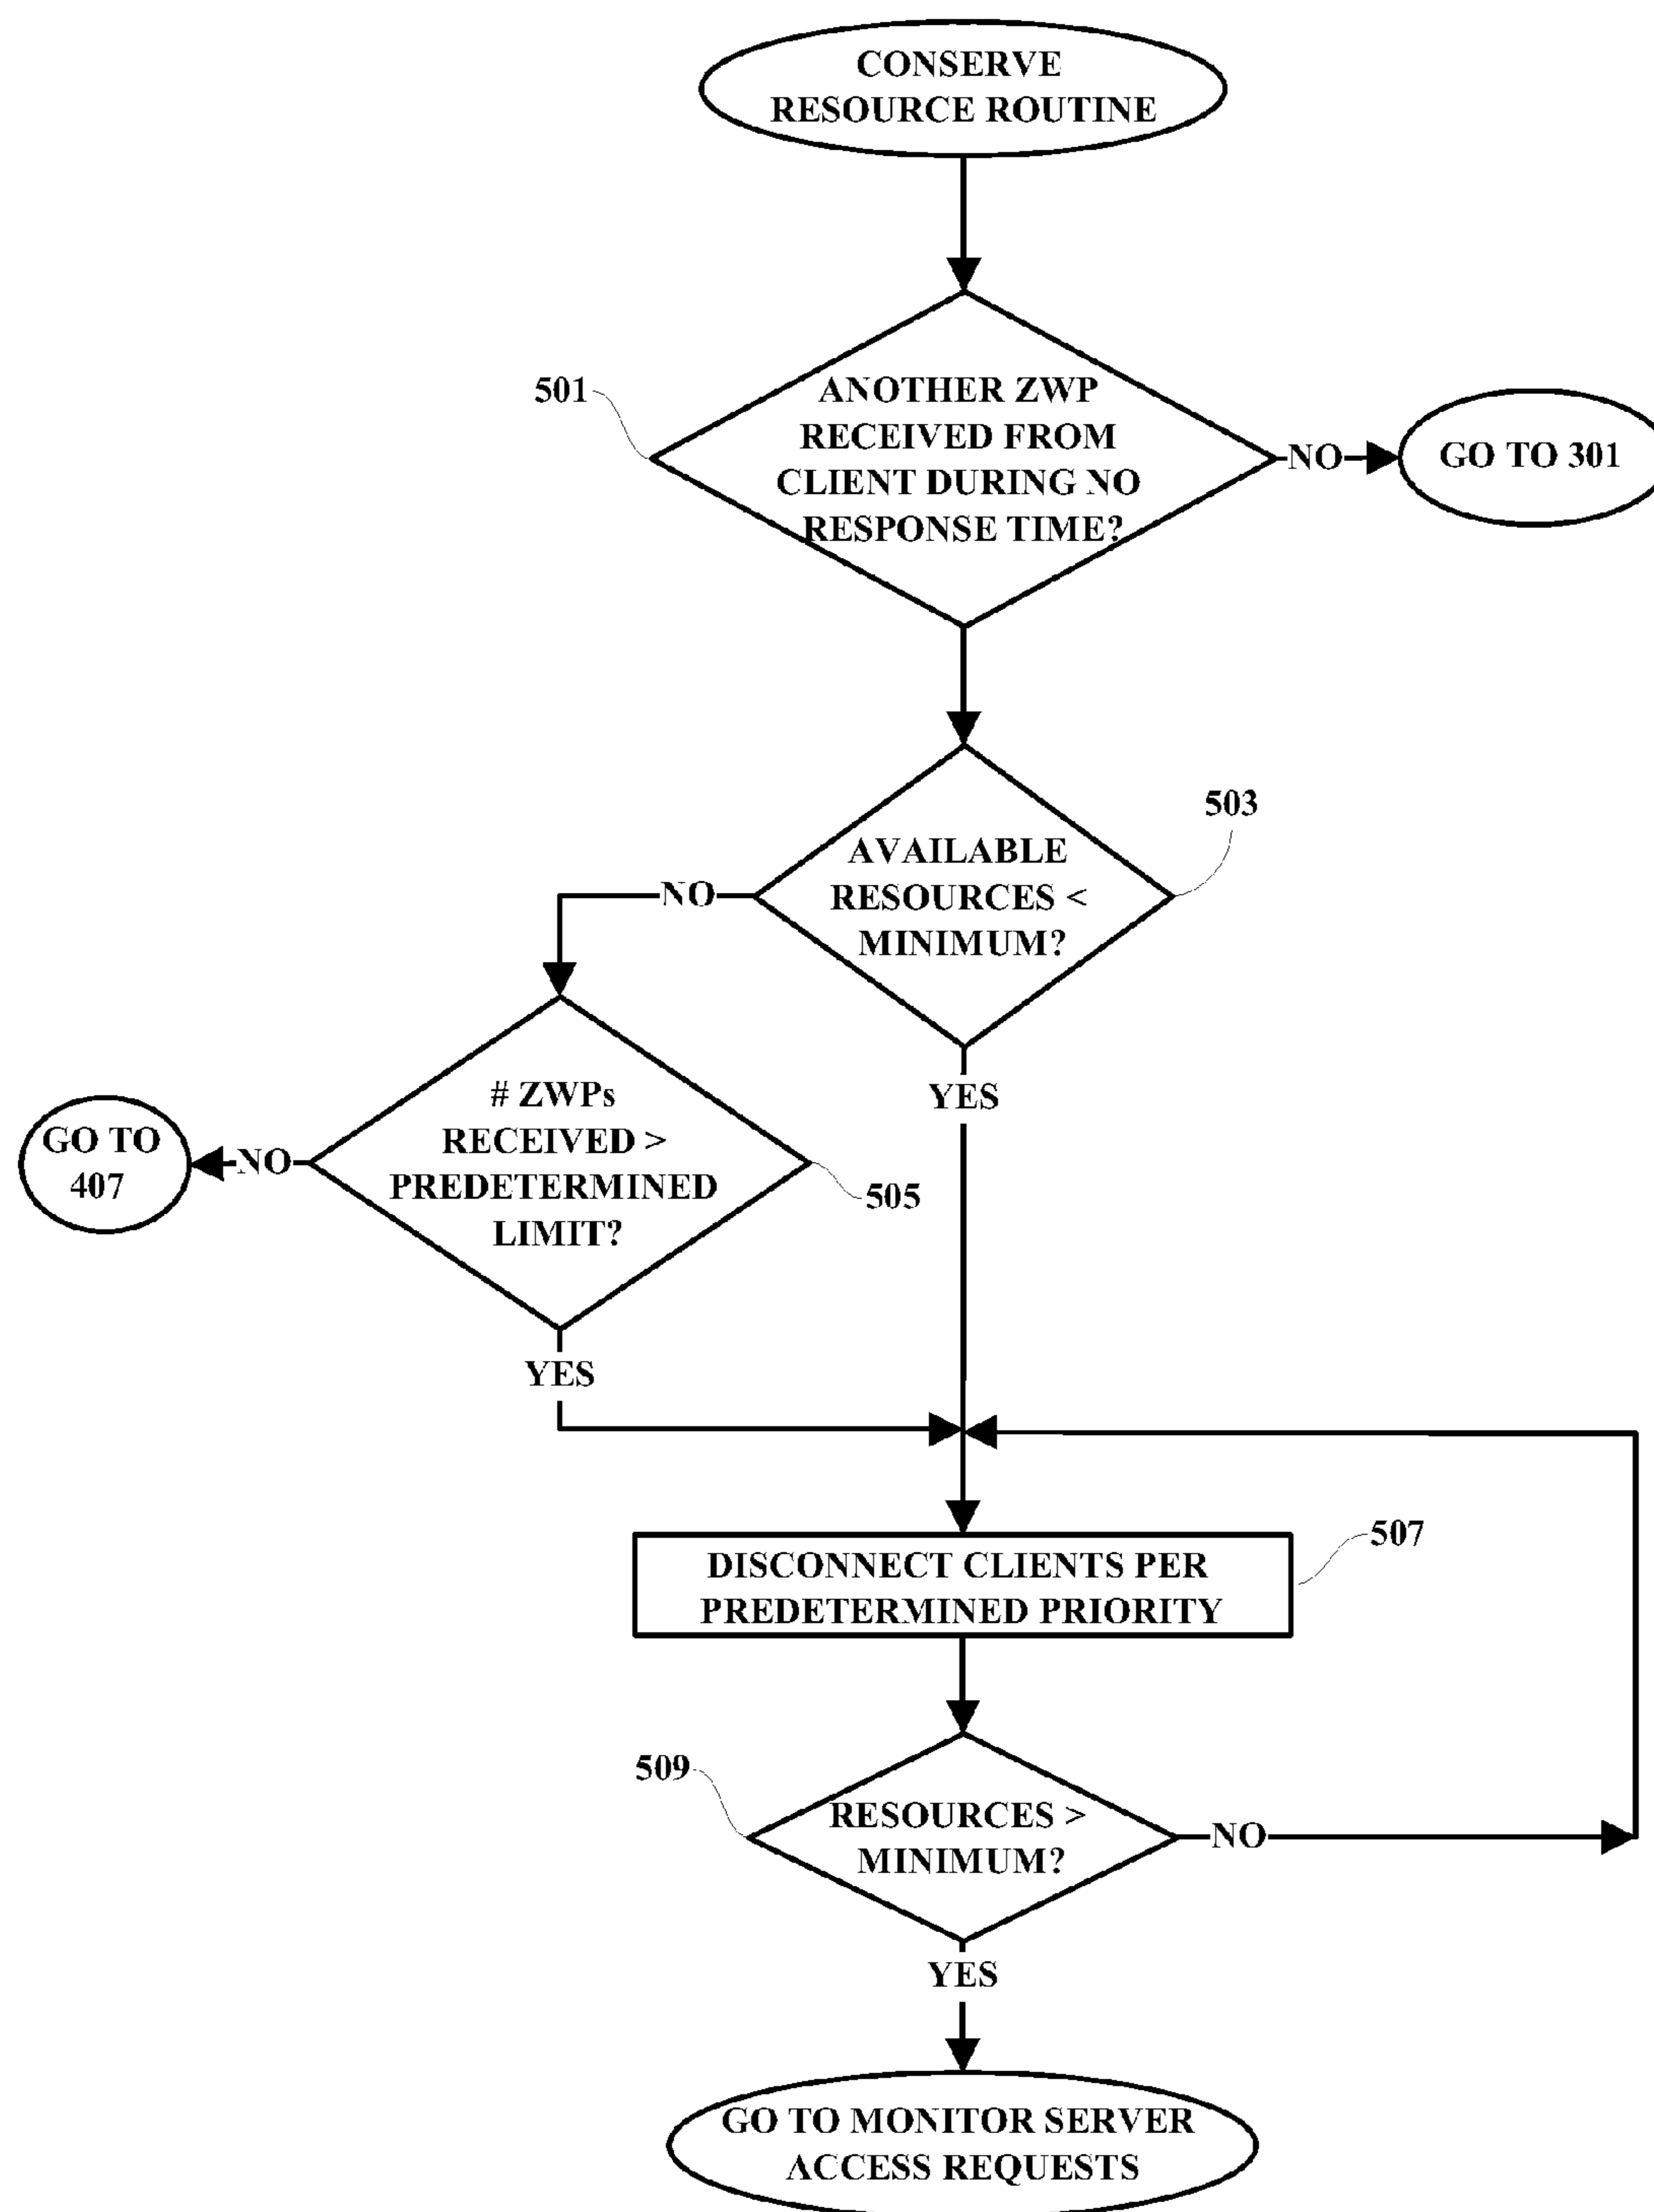 CONSERVE
RESOURCE ROUTINE
501
ANOTHER ZWP
RECEIVED FROM
CLIENT DURING NO
RESPONSE TIME?
NO
GO TO 301
503
AVAILABLE
RESOURCES <
MINIMUM?
NO
YES
# ZWPs
RECEIVED >
PREDETERMINED
LIMIT?
NO
GO TO
407
505
YES
507
DISCONNECT CLIENTS PER
PREDETERMINED PRIORITY
509
RESOURCES >
MINIMUM?
NO
YES
GO TO MONITOR SERVER
ACCESS REQUESTS